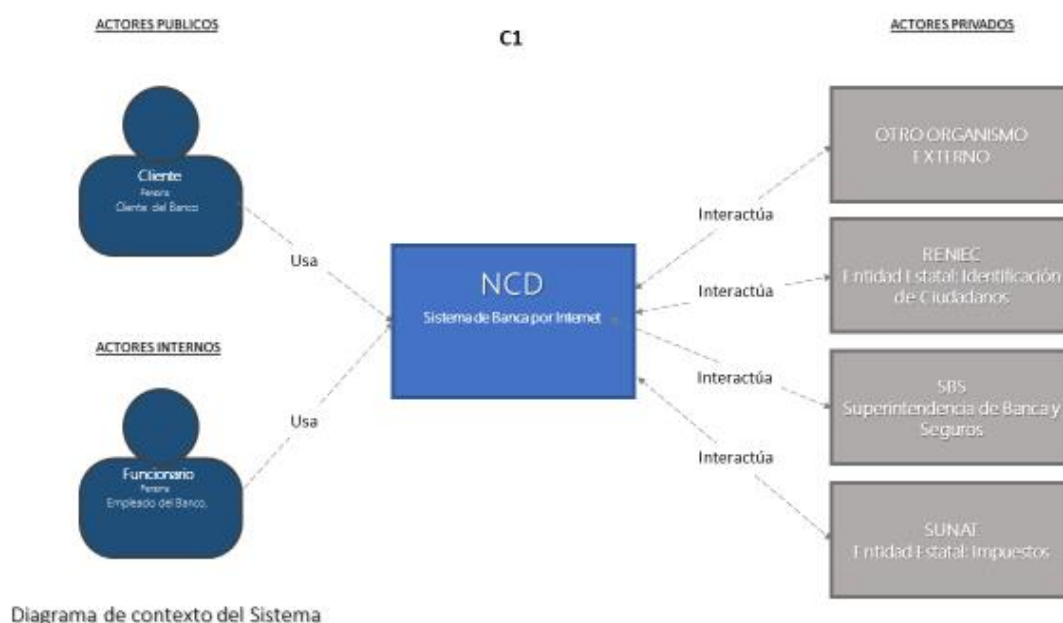 ACTORES PUBLICOS
C1
ACTORES PRIVADOS
Cliente
Persona
Cliente del Banco
Usa
ACTORES INTERNOS
Funcionario
Persona
Empleado del Banco.
Usa
NCD
Sistema de Banca por Internet
Interactúa
Interactúa
Interactúa
Interactúa
OTRO ORGANISMO
EXTERNO
RENIEC
Entidad Estatal: Identificación
de Ciudadanos
SBS
Superintendencia de Banca y
Seguros
SUNAT
Entidad Estatal: Impuestos
Diagrama de contexto del Sistema